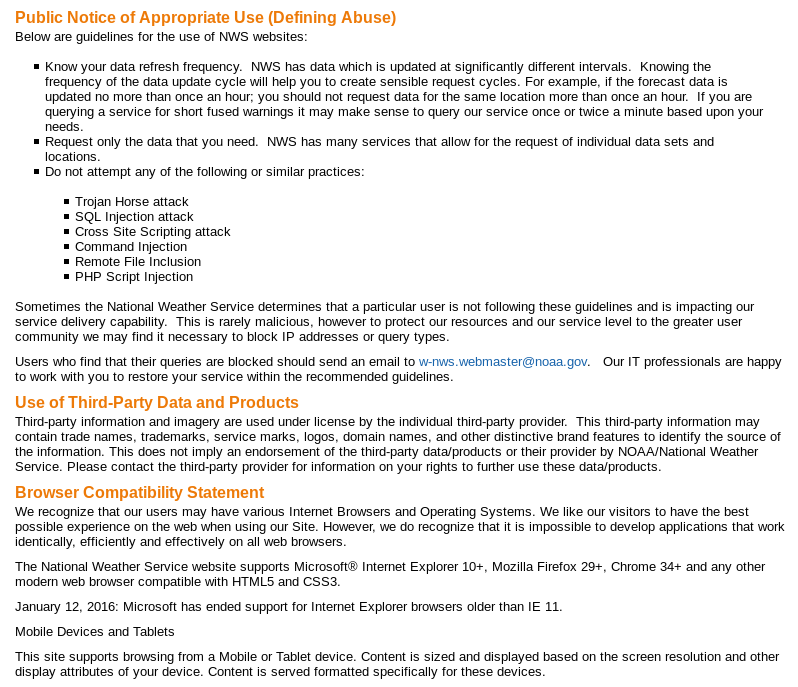 Public Notice of Appropriate Use (Defining Abuse)
Below are guidelines for the use of NWS websites:
Know your data refresh frequency.  NWS has data which is updated at significantly different intervals.  Knowing the
frequency of the data update cycle will help you to create sensible request cycles. For example, if the forecast data is
updated no more than once an hour; you should not request data for the same location more than once an hour.  If you are
querying a service for short fused warnings it may make sense to query our service once or twice a minute based upon your
needs.
Request only the data that you need.  NWS has many services that allow for the request of individual data sets and
locations.
Do not attempt any of the following or similar practices:
Trojan Horse attack
SQL Injection attack
Cross Site Scripting attack
Command Injection
Remote File Inclusion
PHP Script Injection
Sometimes the National Weather Service determines that a particular user is not following these guidelines and is impacting our
service delivery capability.  This is rarely malicious, however to protect our resources and our service level to the greater user
community we may find it necessary to block IP addresses or query types.
Users who find that their queries are blocked should send an email to w-nws.webmaster@noaa.gov.   Our IT professionals are happy
to work with you to restore your service within the recommended guidelines.
Use of Third-Party Data and Products
Third-party information and imagery are used under license by the individual third-party provider.  This third-party information may
contain trade names, trademarks, service marks, logos, domain names, and other distinctive brand features to identify the source of
the information. This does not imply an endorsement of the third-party data/products or their provider by NOAA/National Weather
Service. Please contact the third-party provider for information on your rights to further use these data/products.
Browser Compatibility Statement
We recognize that our users may have various Internet Browsers and Operating Systems. We like our visitors to have the best
possible experience on the web when using our Site. However, we do recognize that it is impossible to develop applications that work
identically, efficiently and effectively on all web browsers.
The National Weather Service website supports Microsoft® Internet Explorer 10+, Mozilla Firefox 29+, Chrome 34+ and any other
modern web browser compatible with HTML5 and CSS3.
January 12, 2016: Microsoft has ended support for Internet Explorer browsers older than IE 11.
Mobile Devices and Tablets
This site supports browsing from a Mobile or Tablet device. Content is sized and displayed based on the screen resolution and other
display attributes of your device. Content is served formatted specifically for these devices.